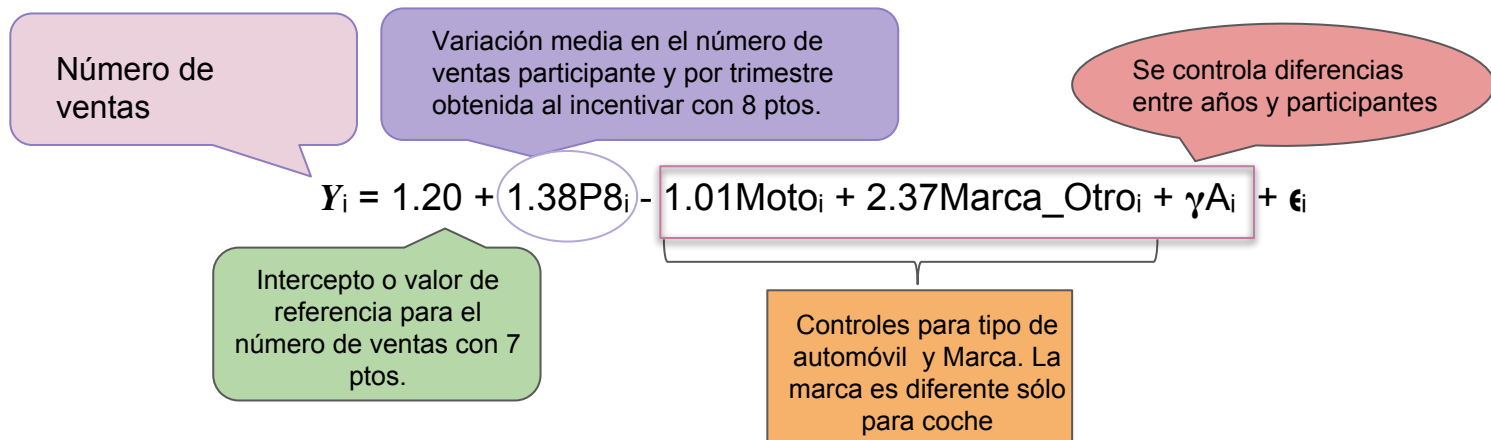 Número de
ventas
Variación media en el número de
ventas participante y por trimestre
obtenida al incentivar con 8 ptos.
Se controla diferencias
entre años y participantes
Yi = 1.20 + 1.38P8i - 1.01Motoi + 2.37Marca_Otroi + γAi + ϵi
Intercepto o valor de
referencia para el
número de ventas con 7
ptos.
Controles para tipo de
automóvil y Marca. La
marca es diferente sólo
para coche